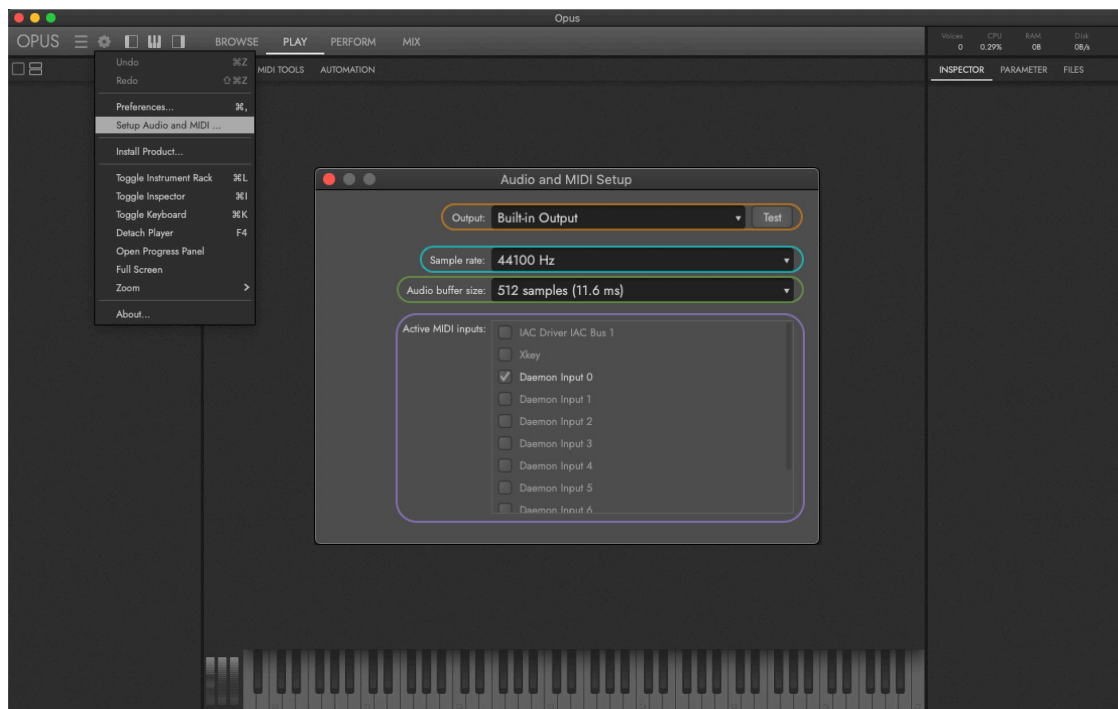 Opus
OPUS BROWSE PLAY PERFORM MIX
Voices CPU RAM Disk
0 0.29% 0B 0B/s
MIDI TOOLS AUTOMATION
INSPECTOR PARAMETER FILES
Undo ⌘Z
Redo ⇧⌘Z
Preferences... ⌘,
Setup Audio and MIDI ...
Install Product...
Toggle Instrument Rack ⌘L
Toggle Inspector ⌘I
Toggle Keyboard ⌘K
Detach Player F4
Open Progress Panel
Full Screen
Zoom >
About...
Audio and MIDI Setup
Output: Built-in Output Test
Sample rate: 44100 Hz
Audio buffer size: 512 samples (11.6 ms)
Active MIDI inputs: IAC Driver IAC Bus 1
Xkey
Daemon Input 0
Daemon Input 1
Daemon Input 2
Daemon Input 3
Daemon Input 4
Daemon Input 5
Daemon Input 6